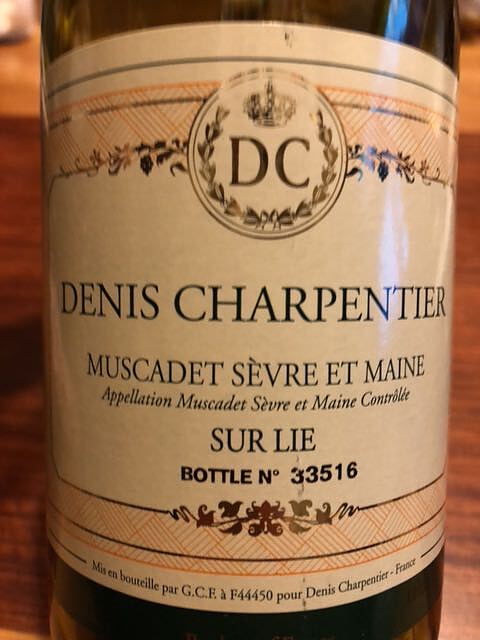 DC
DENIS CHARPENTIER
MUSCADET SÈVRE ET MAINE
Appellation Muscadet Sèvre et Maine Contrôlée
SUR LIE
BOTTLE N° 33516
Mis en bouteille par G.C.F. à F44450 pour Denis Charpentier - France